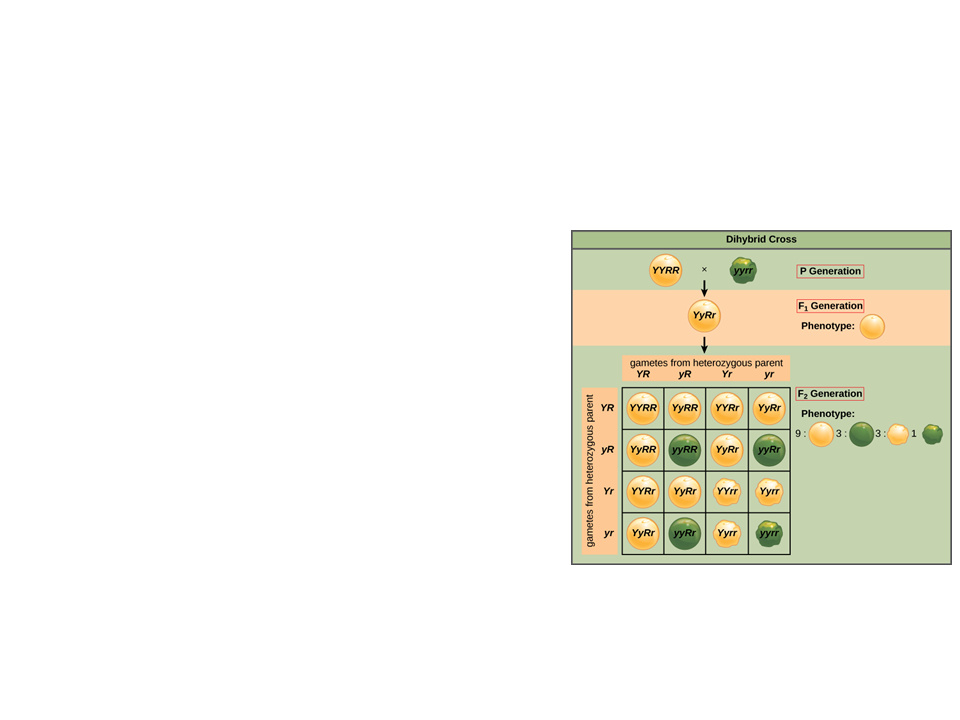 Dihybrid Cross
YYRR × yyrr P Generation
YyRr F1 Generation
Phenotype:
gametes from heterozygous parent
YR yR Yr yr
gametes from heterozygous parent
YR YYRR YyRR YYRr YyRr
yR YyRR yyRR YyRr yyRr
Yr YYRr YyRr YYrr Yyrr
yr YyRr yyRr Yyrr yyrr
F2 Generation
Phenotype:
9 : 3 : 3 : 1